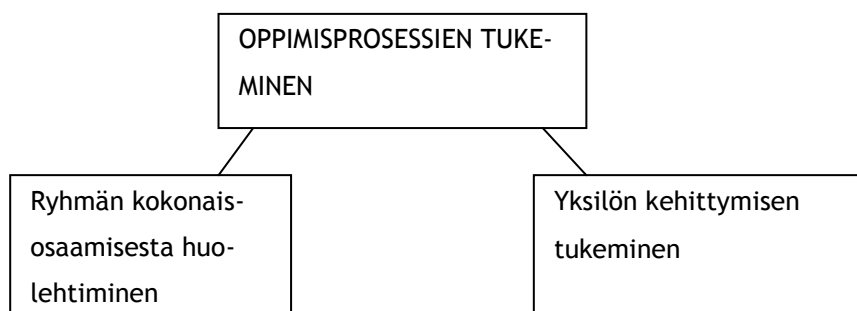 OPPIMISPROSESSIEN TUKE-
MINEN
Ryhmän kokonais-
osaamisesta huo-
lehtiminen
Yksilön kehittymisen
tukeminen